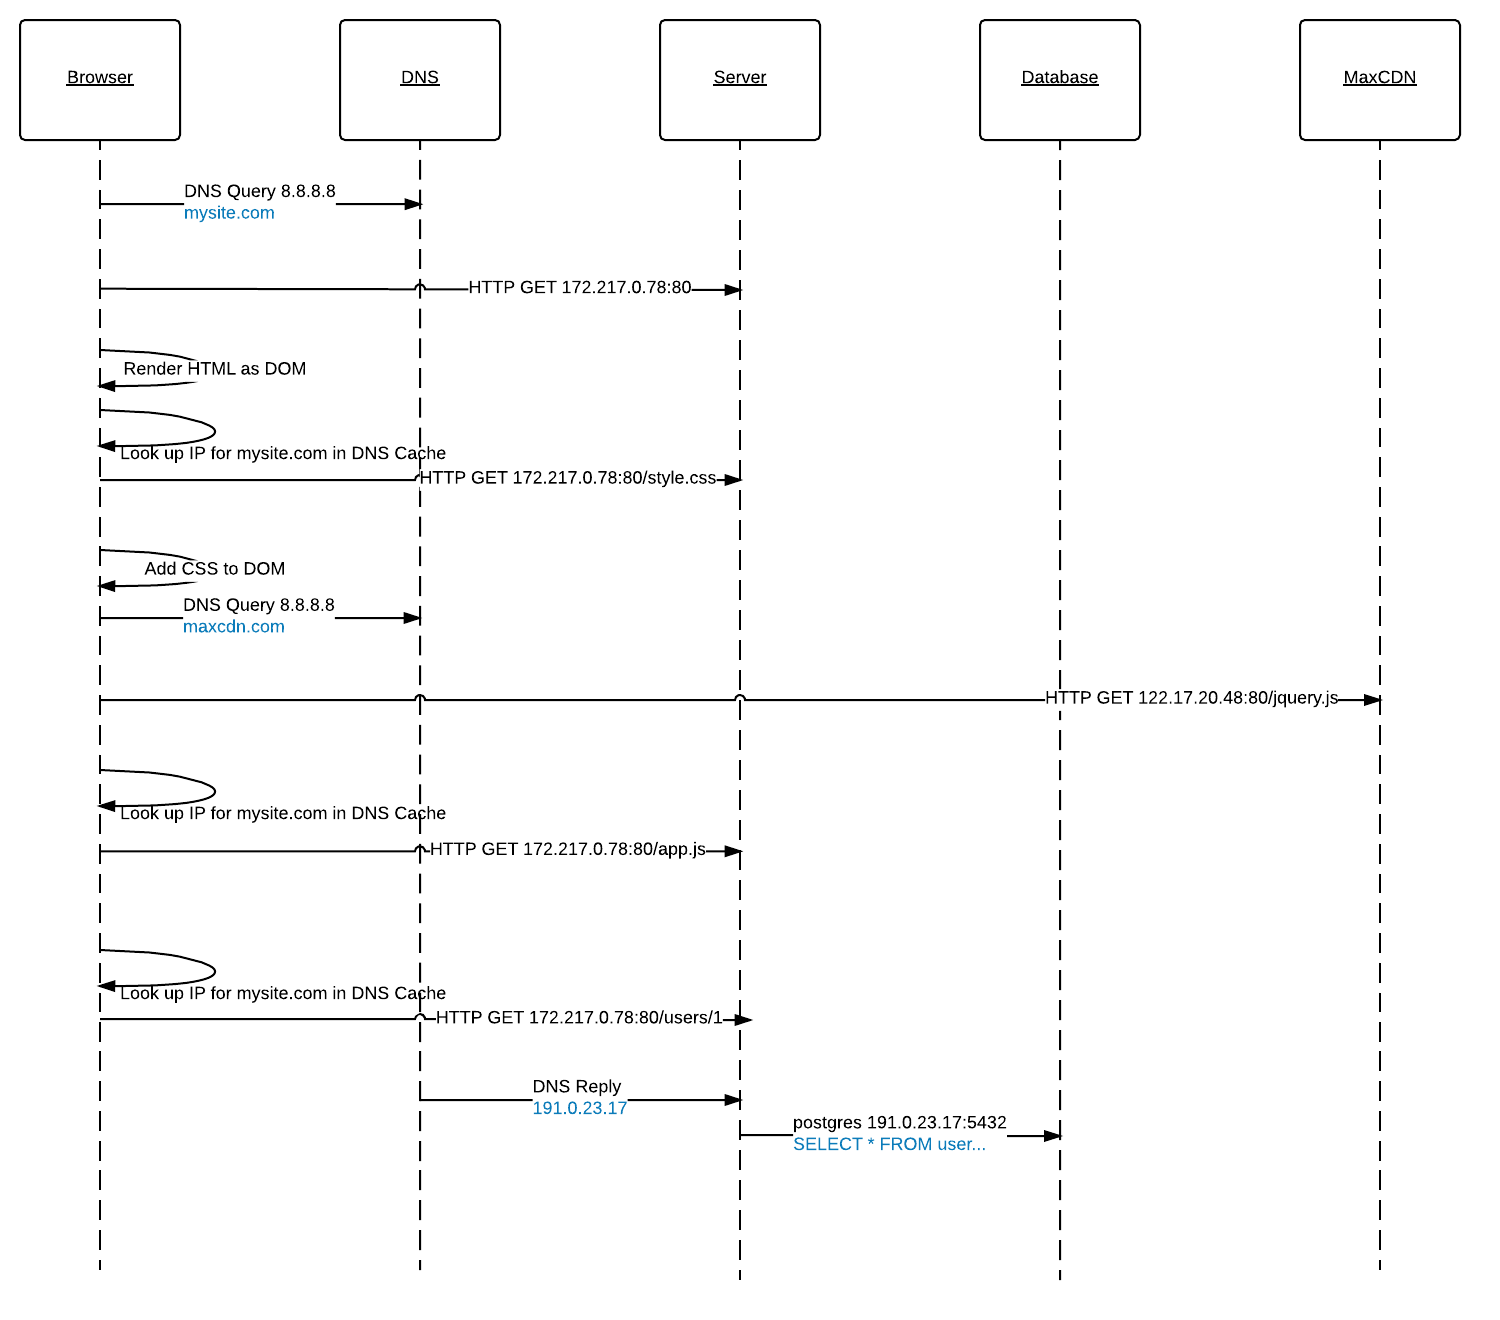 Browser
DNS
Server
Database
MaxCDN
DNS Query 8.8.8.8
mysite.com
HTTP GET 172.217.0.78:80
Render HTML as DOM
Look up IP for mysite.com in DNS Cache
HTTP GET 172.217.0.78:80/style.css
Add CSS to DOM
DNS Query 8.8.8.8
maxcdn.com
HTTP GET 122.17.20.48:80/jquery.js
Look up IP for mysite.com in DNS Cache
HTTP GET 172.217.0.78:80/app.js
Look up IP for mysite.com in DNS Cache
HTTP GET 172.217.0.78:80/users/1
DNS Reply
191.0.23.17
postgres 191.0.23.17:5432
SELECT * FROM user...